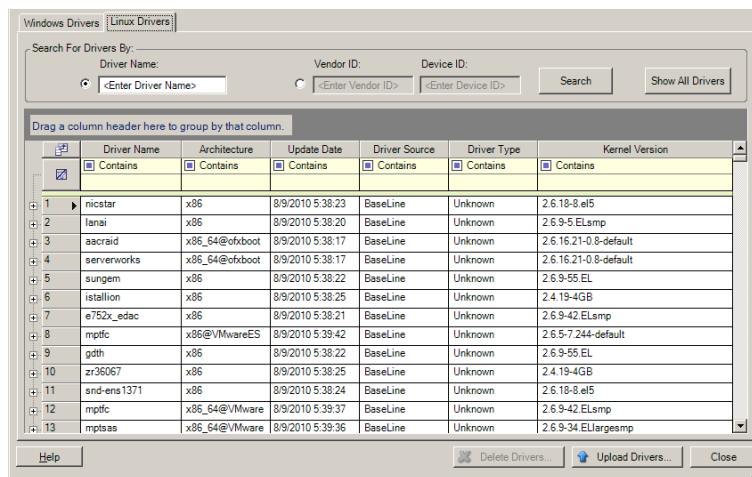 Windows Drivers Linux Drivers
Search For Drivers By:
Driver Name: Vendor ID: Device ID:
<Enter Driver Name> <Enter Vendor ID> <Enter Device ID> Search Show All Drivers
Drag a column header here to group by that column.
Driver Name Architecture Update Date Driver Source Driver Type Kernel Version
Contains Contains Contains Contains Contains Contains
1 nicstar x86 8/9/2010 5:38:23 BaseLine Unknown 2.6.18-8.el5
2 lanai x86 8/9/2010 5:38:20 BaseLine Unknown 2.6.9-5.ELsmp
3 aacraid x86_64@ofxboot 8/9/2010 5:38:17 BaseLine Unknown 2.6.16.21-0.8-default
4 serverworks x86_64@ofxboot 8/9/2010 5:38:17 BaseLine Unknown 2.6.16.21-0.8-default
5 sungem x86 8/9/2010 5:38:22 BaseLine Unknown 2.6.9-55.EL
6 istallion x86 8/9/2010 5:38:25 BaseLine Unknown 2.4.19-4GB
7 e752x_edac x86 8/9/2010 5:38:21 BaseLine Unknown 2.6.9-42.ELsmp
8 mptfc x86@VMwareES 8/9/2010 5:39:42 BaseLine Unknown 2.6.5-7.244-default
9 gdth x86 8/9/2010 5:38:22 BaseLine Unknown 2.6.9-55.EL
10 zr36067 x86 8/9/2010 5:38:25 BaseLine Unknown 2.4.19-4GB
11 snd-ens1371 x86 8/9/2010 5:38:24 BaseLine Unknown 2.6.18-8.el5
12 mptfc x86_64@VMware 8/9/2010 5:39:37 BaseLine Unknown 2.6.9-42.ELsmp
13 mptsas x86_64@VMware 8/9/2010 5:39:36 BaseLine Unknown 2.6.9-34.ELlargesmp
Help Delete Drivers... Upload Drivers... Close